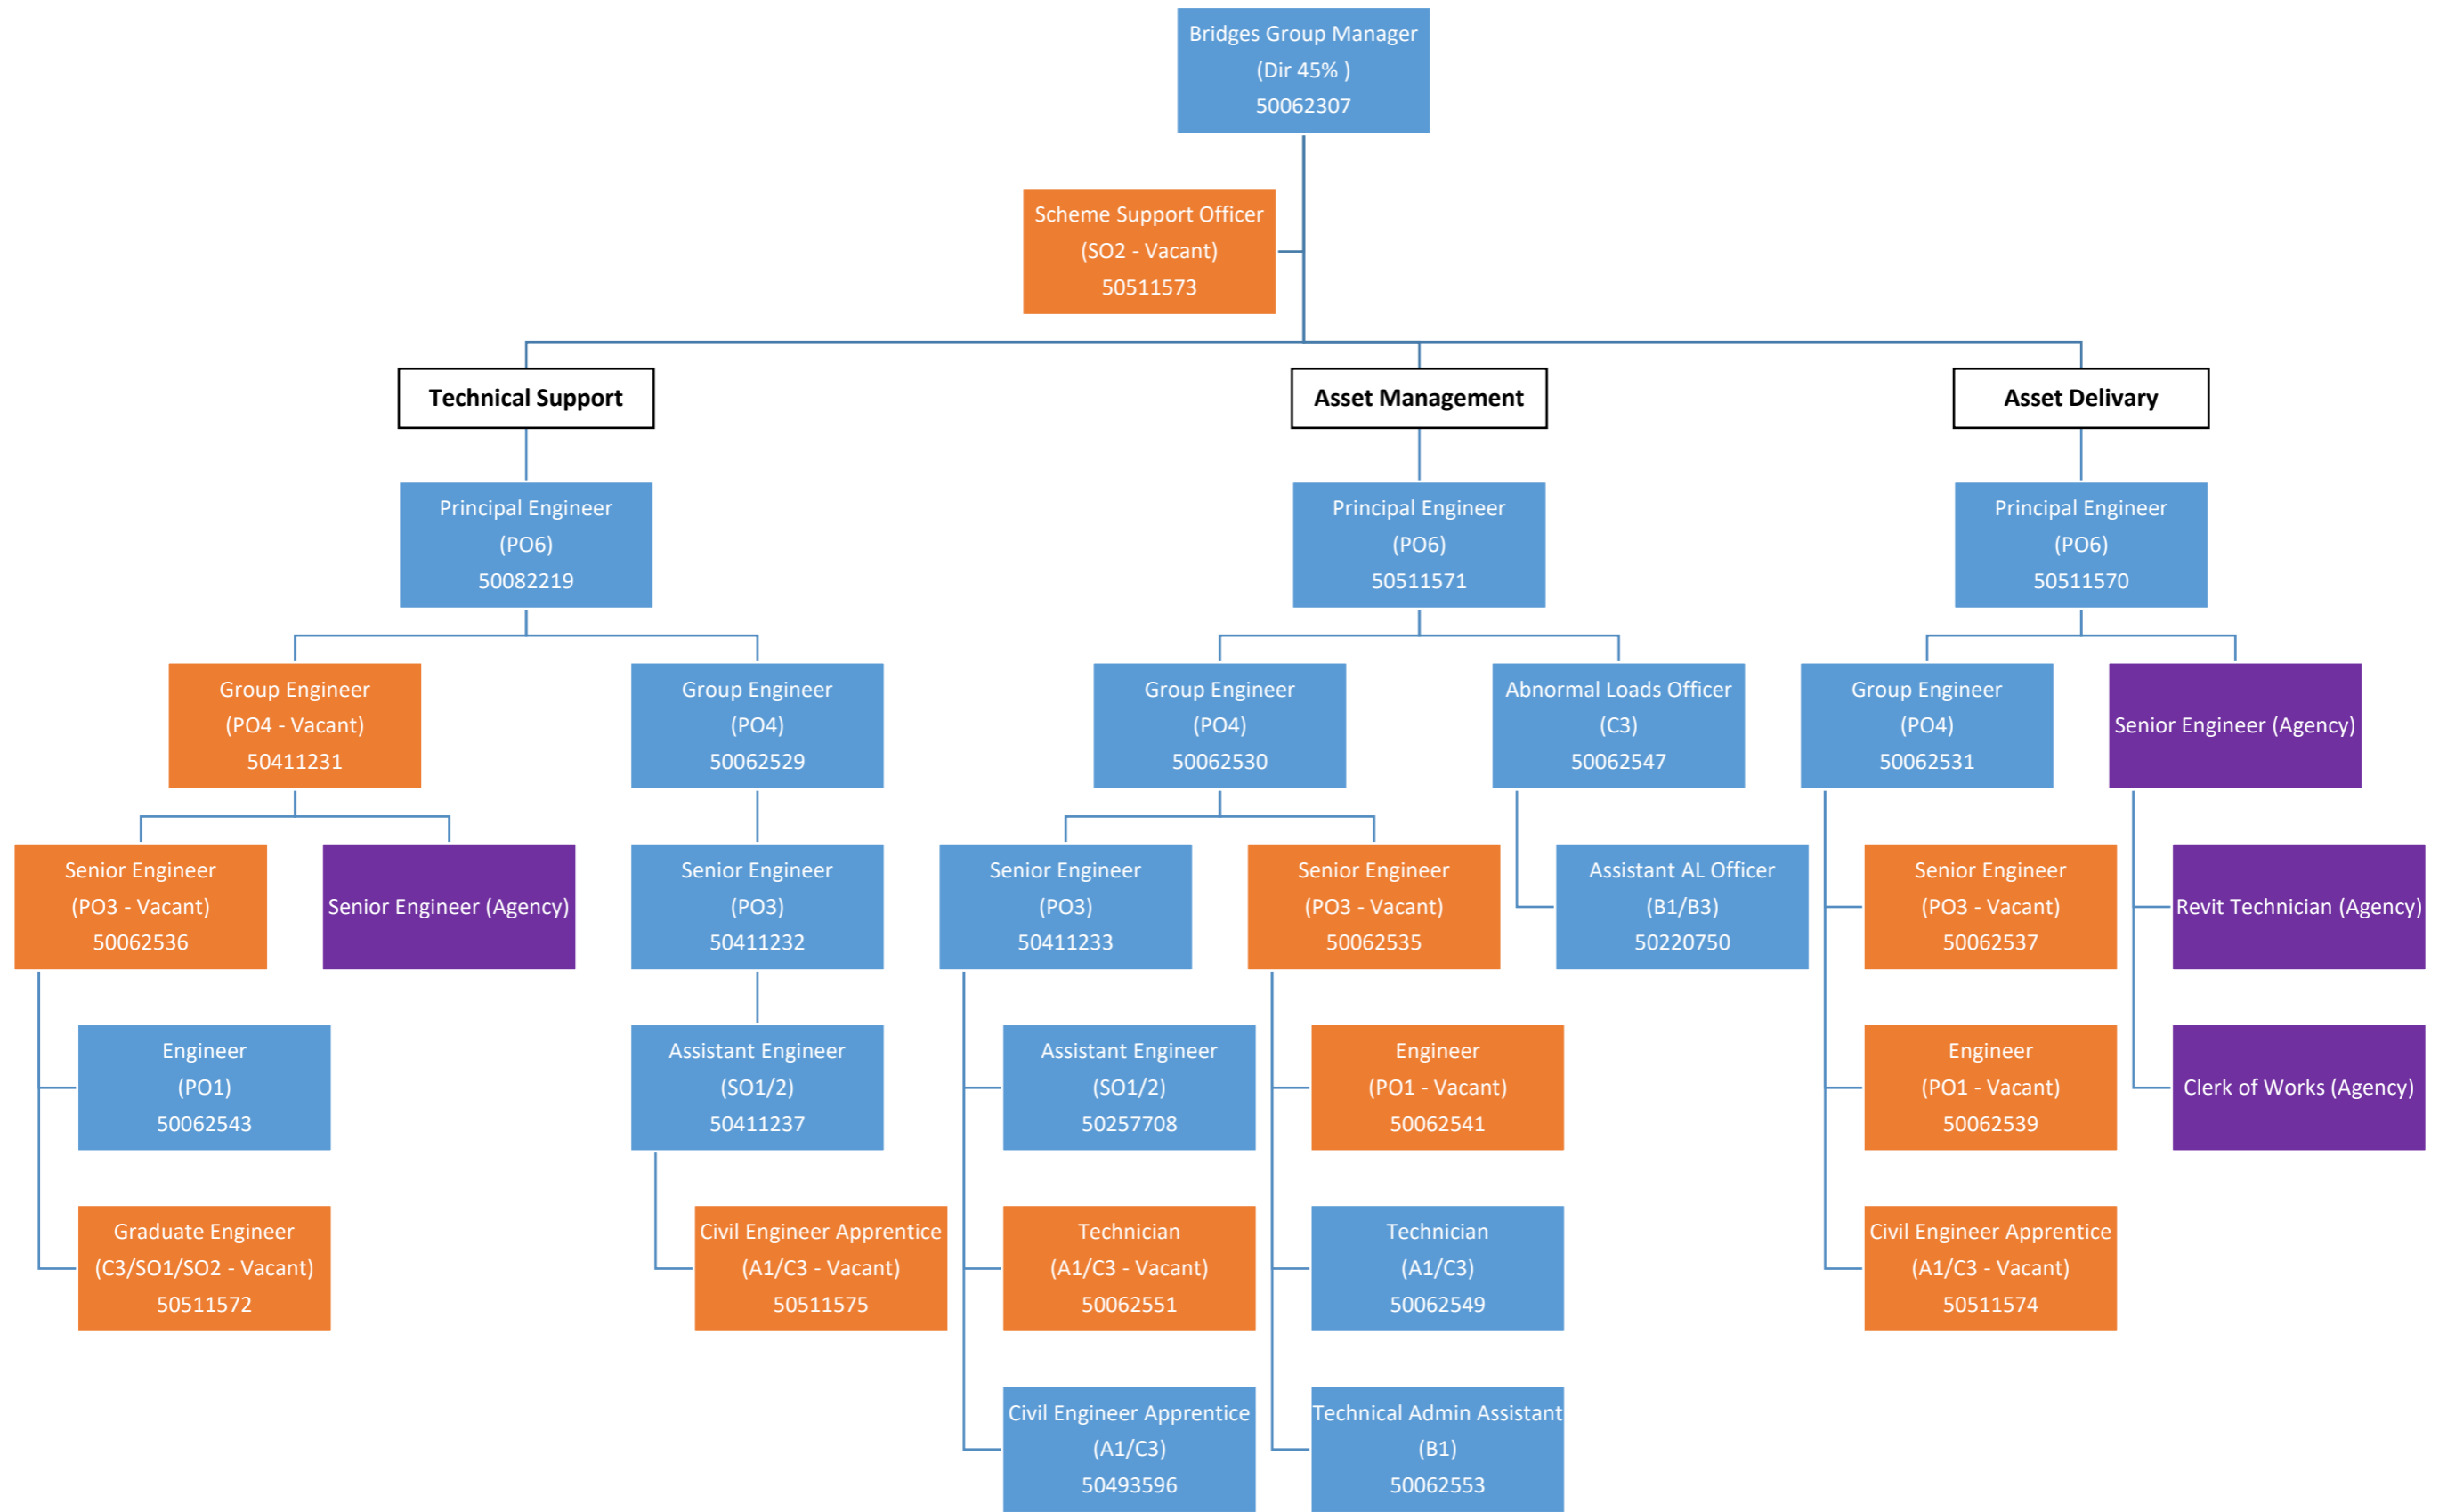 Bridges Group Manager
(Dir 45% )
50062307
Scheme Support Officer
(SO2 - Vacant)
50511573
Technical Support
Asset Management
Asset Delivary
Principal Engineer
(PO6)
50082219
Principal Engineer
(PO6)
50511571
Principal Engineer
(PO6)
50511570
Group Engineer
(PO4 - Vacant)
50411231
Group Engineer
(PO4)
50062529
Group Engineer
(PO4)
50062530
Abnormal Loads Officer
(C3)
50062547
Group Engineer
(PO4)
50062531
Senior Engineer (Agency)
Senior Engineer
(PO3 - Vacant)
50062536
Senior Engineer (Agency)
Senior Engineer
(PO3)
50411232
Senior Engineer
(PO3)
50411233
Senior Engineer
(PO3 - Vacant)
50062535
Assistant AL Officer
(B1/B3)
50220750
Senior Engineer
(PO3 - Vacant)
50062537
Revit Technician (Agency)
Engineer
(PO1)
50062543
Assistant Engineer
(SO1/2)
50411237
Assistant Engineer
(SO1/2)
50257708
Engineer
(PO1 - Vacant)
50062541
Engineer
(PO1 - Vacant)
50062539
Clerk of Works (Agency)
Graduate Engineer
(C3/SO1/SO2 - Vacant)
50511572
Civil Engineer Apprentice
(A1/C3 - Vacant)
50511575
Technician
(A1/C3 - Vacant)
50062551
Technician
(A1/C3)
50062549
Civil Engineer Apprentice
(A1/C3 - Vacant)
50511574
Civil Engineer Apprentice
(A1/C3)
50493596
Technical Admin Assistant
(B1)
50062553